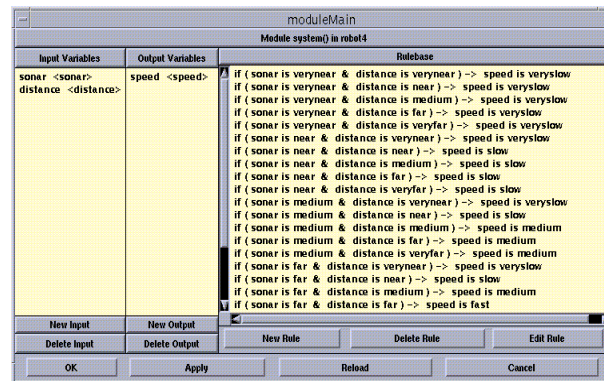 moduleMain
Module system() in robot4
Input Variables
Output Variables
Rulebase
sonar <sonar>
distance <distance>
speed <speed>
if ( sonar is verynear & distance is verynear ) -> speed is veryslow
if ( sonar is verynear & distance is near ) -> speed is veryslow
if ( sonar is verynear & distance is medium ) -> speed is veryslow
if ( sonar is verynear & distance is far ) -> speed is veryslow
if ( sonar is verynear & distance is veryfar ) -> speed is veryslow
if ( sonar is near & distance is verynear ) -> speed is veryslow
if ( sonar is near & distance is near ) -> speed is slow
if ( sonar is near & distance is medium ) -> speed is slow
if ( sonar is near & distance is far ) -> speed is slow
if ( sonar is near & distance is veryfar ) -> speed is slow
if ( sonar is medium & distance is verynear ) -> speed is veryslow
if ( sonar is medium & distance is near ) -> speed is slow
if ( sonar is medium & distance is medium ) -> speed is medium
if ( sonar is medium & distance is far ) -> speed is medium
if ( sonar is medium & distance is veryfar ) -> speed is medium
if ( sonar is far & distance is verynear ) -> speed is veryslow
if ( sonar is far & distance is near ) -> speed is slow
if ( sonar is far & distance is medium ) -> speed is medium
if ( sonar is far & distance is far ) -> speed is fast
New Input
New Output
New Rule
Delete Rule
Edit Rule
Delete Input
Delete Output
OK
Apply
Reload
Cancel